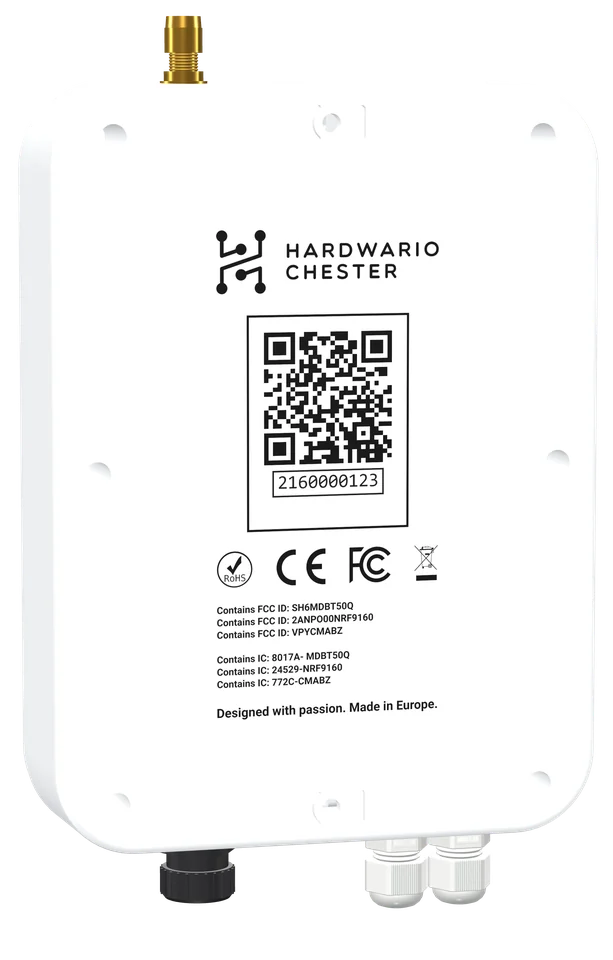 HARDWARIO
CHESTER
2160000123
RoHS
CE FC
Contains FCC ID: SH6MDBT50Q
Contains FCC ID: 2ANPO00NRF9160
Contains FCC ID: VPYCMABZ
Contains IC: 8017A- MDBT50Q
Contains IC: 24529-NRF9160
Contains IC: 772C-CMABZ
Designed with passion. Made in Europe.